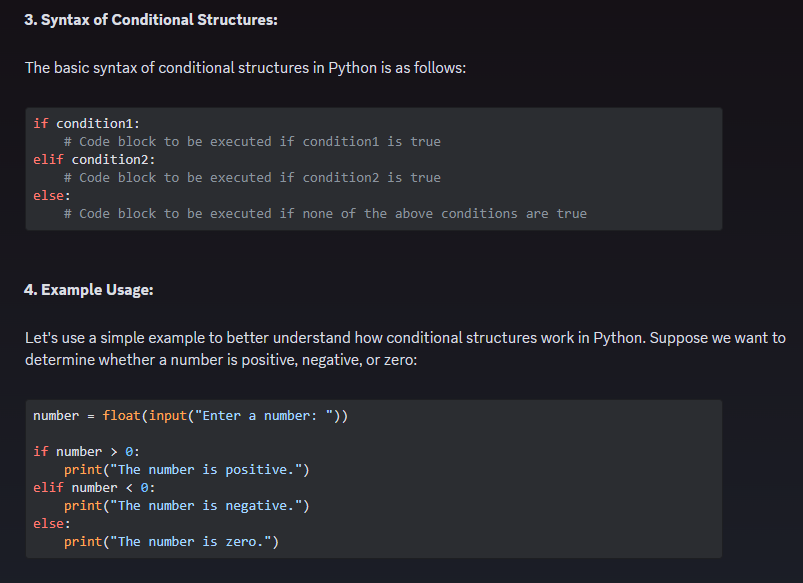 3. Syntax of Conditional Structures:
The basic syntax of conditional structures in Python is as follows:
if condition1:
    # Code block to be executed if condition1 is true
elif condition2:
    # Code block to be executed if condition2 is true
else:
    # Code block to be executed if none of the above conditions are true
4. Example Usage:
Let's use a simple example to better understand how conditional structures work in Python. Suppose we want to
determine whether a number is positive, negative, or zero:
number = float(input("Enter a number: "))
if number > 0:
    print("The number is positive.")
elif number < 0:
    print("The number is negative.")
else:
    print("The number is zero.")